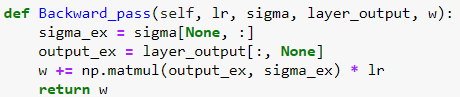 def Backward_pass(self, lr, sigma, layer_output, w):
    sigma_ex = sigma[None, :]
    output_ex = layer_output[:, None]
    w += np.matmul(output_ex, sigma_ex) * lr
    return w